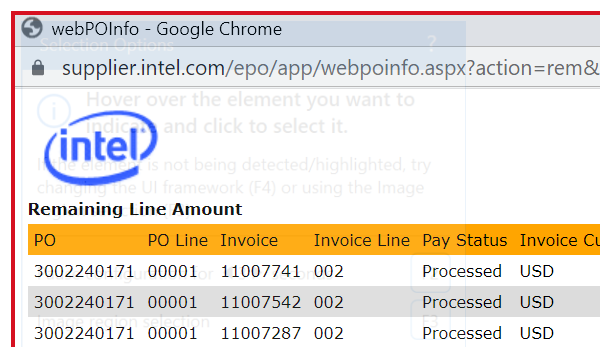 webPOInfo - Google Chrome
Selection Options ?
supplier.intel.com/epo/app/webpoinfo.aspx?action=rem&
Hover over the element you want to
indicate and click to select it.
intel
If the element is not being detected/highlighted, try
changing the UI framework (F4) or using the Image
Remaining Line Amount
PO PO Line Invoice Invoice Line Pay Status Invoice Cu
3002240171 00001 11007741 002 Processed USD
3002240171 00001 11007542 002 Processed USD
Image region selection F3
3002240171 00001 11007287 002 Processed USD